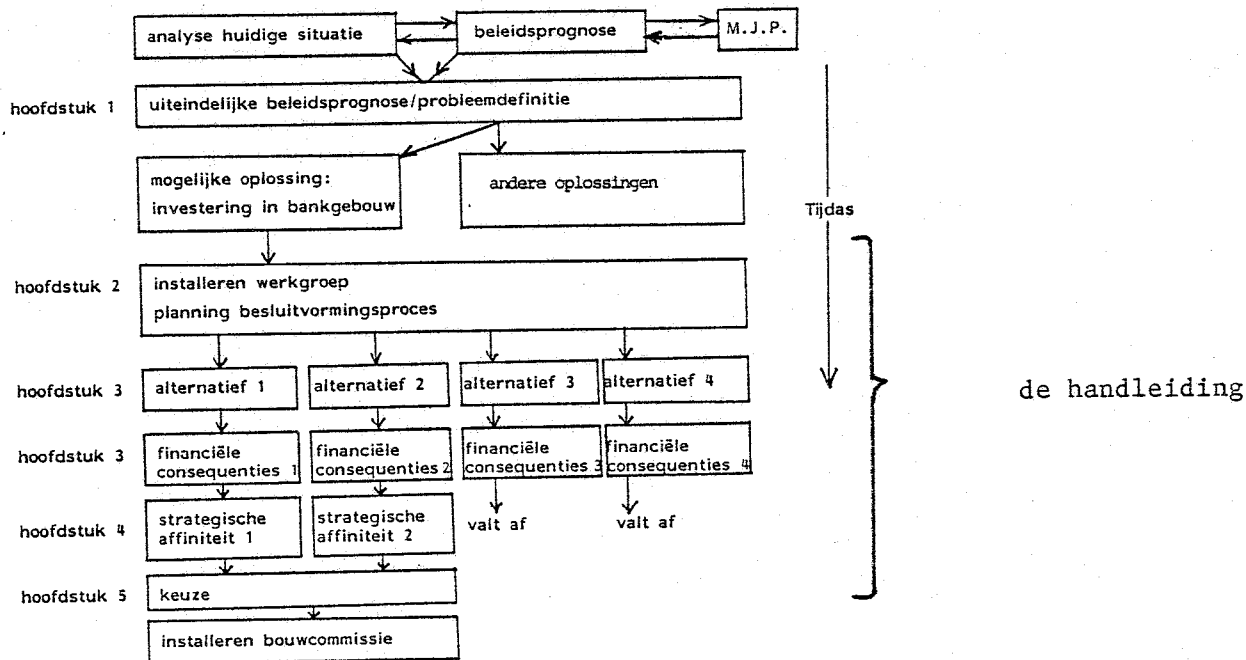 analyse huidige situatie
beleidsprognose
M.J.P.
hoofdstuk 1
uiteindelijke beleidsprognose/probleemdefinitie
mogelijke oplossing:
investering in bankgebouw
andere oplossingen
Tijdas
hoofdstuk 2
installeren werkgroep
planning besluitvormingsproces
hoofdstuk 3
alternatief 1
alternatief 2
alternatief 3
alternatief 4
de handleiding
hoofdstuk 3
financiële
consequenties 1
financiële
consequenties 2
financiële
consequenties 3
financiële
consequenties 4
hoofdstuk 4
strategische
affiniteit 1
strategische
affiniteit 2
valt af
valt af
hoofdstuk 5
keuze
installeren bouwcommissie